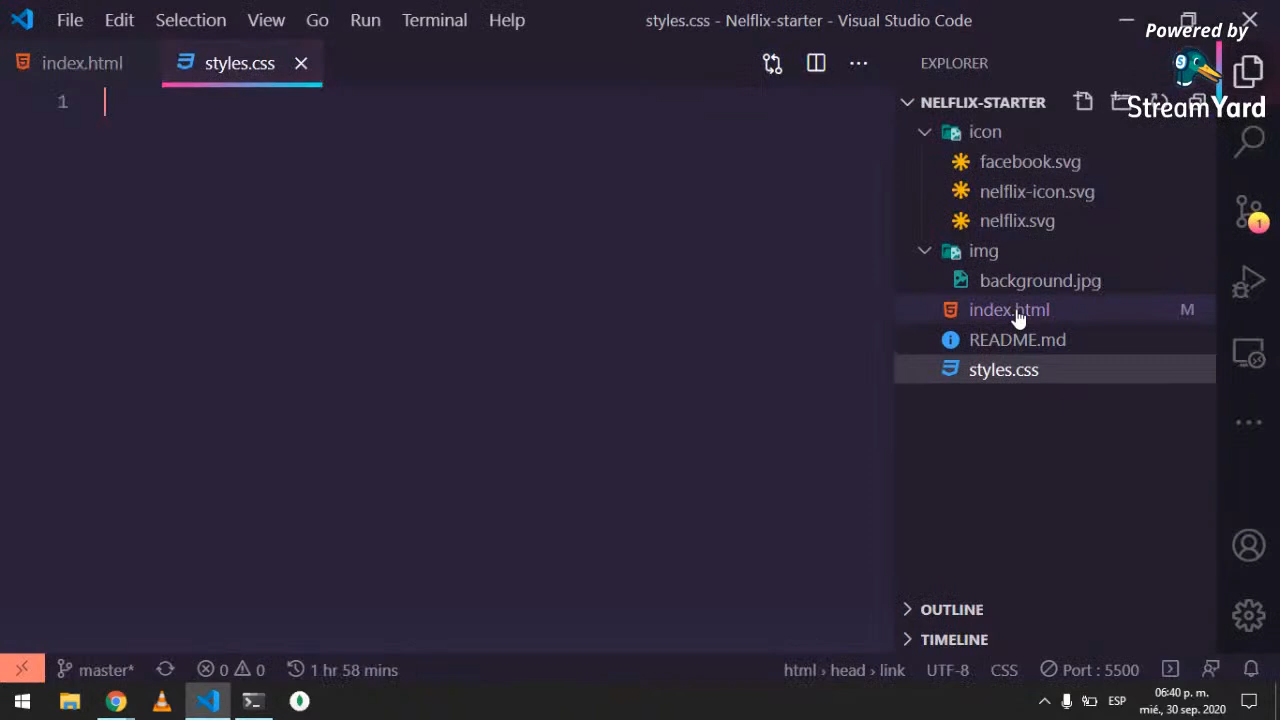 File Edit Selection View Go Run Terminal Help styles.css - Nelflix-starter - Visual Studio Code
Powered by
StreamYard
index.html styles.css
EXPLORER
1
NELFLIX-STARTER
icon
facebook.svg
nelflix-icon.svg
nelflix.svg
img
background.jpg
index.html M
README.md
styles.css
1
OUTLINE
TIMELINE
master* 0 0 1 hr 58 mins html › head › link UTF-8 CSS Port : 5500
ESP 06:40 p. m.
mié., 30 sep. 2020